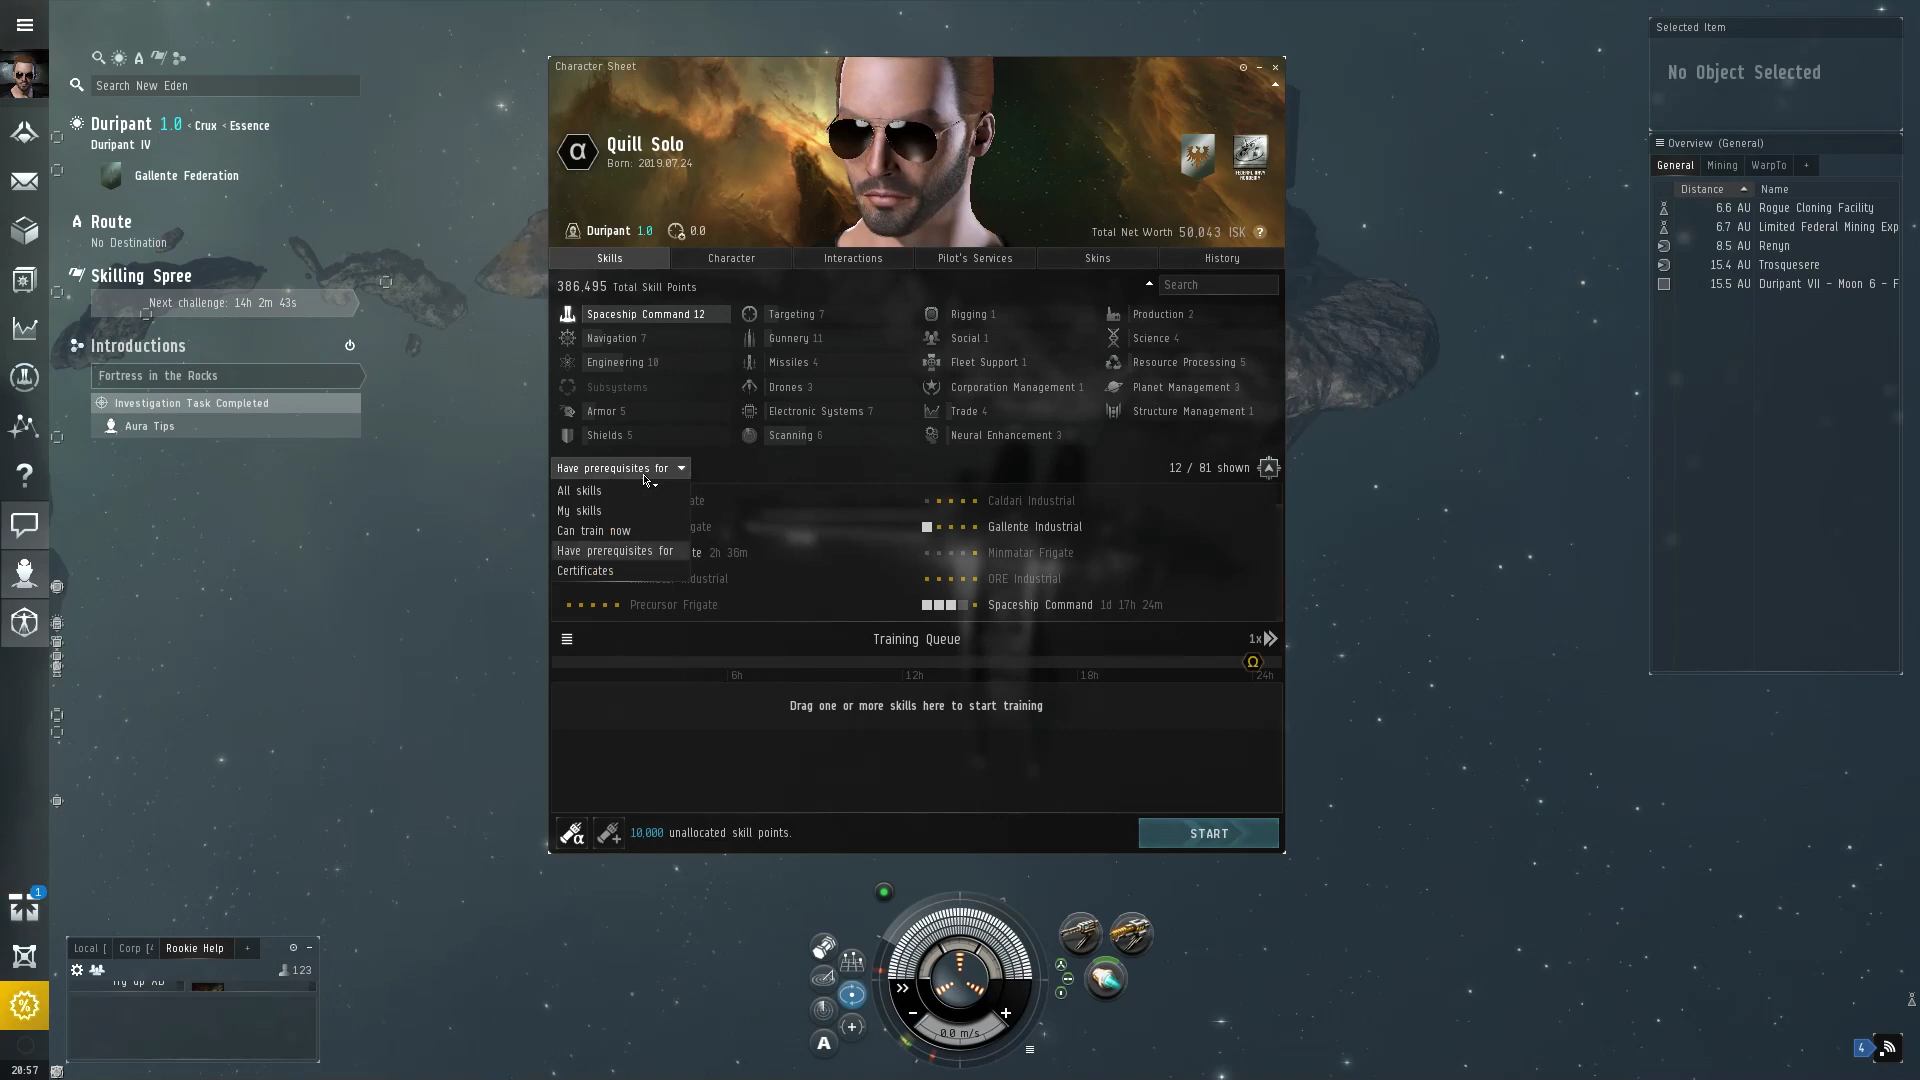 Search New Eden
Duripant 1.0 < Crux < Essence
Duripant IV
Gallente Federation
A Route
No Destination
Skilling Spree
Next challenge: 14h 2m 43s
Introductions
Fortress in the Rocks
Investigation Task Completed
Aura Tips
Character Sheet
α
Quill Solo
Born: 2019.07.24
FEDERAL NAVY ACADEMY
Duripant 1.0
0.0
Total Net Worth 50,043 ISK ?
Skills
Character
Interactions
Pilot's Services
Skins
History
386,495 Total Skill Points
Search
Spaceship Command 12
Targeting 7
Rigging 1
Production 2
Navigation 7
Gunnery 11
Social 1
Science 4
Engineering 10
Missiles 4
Fleet Support 1
Resource Processing 5
Subsystems
Drones 3
Corporation Management 1
Planet Management 3
Armor 5
Electronic Systems 7
Trade 4
Structure Management 1
Shields 5
Scanning 6
Neural Enhancement 3
Have prerequisites for
12 / 81 shown
All skills
My skills
Can train now
Have prerequisites for
Certificates
Caldari Industrial
Gallente Industrial
2h 36m
Minmatar Frigate
ORE Industrial
Precursor Frigate
Spaceship Command 1d 17h 24m
Training Queue
1x
Ω
6h
12h
18h
24h
Drag one or more skills here to start training
10,000 unallocated skill points.
START
Selected Item
No Object Selected
Overview (General)
General
Mining
WarpTo
+
Distance
Name
6.6 AU Rogue Cloning Facility
6.7 AU Limited Federal Mining Exp
8.5 AU Renyn
15.4 AU Trosquesere
15.5 AU Duripant VII - Moon 6 - F
1
20:57
Local [
Corp [4
Rookie Help
+
123
A
0.0 m/s
4